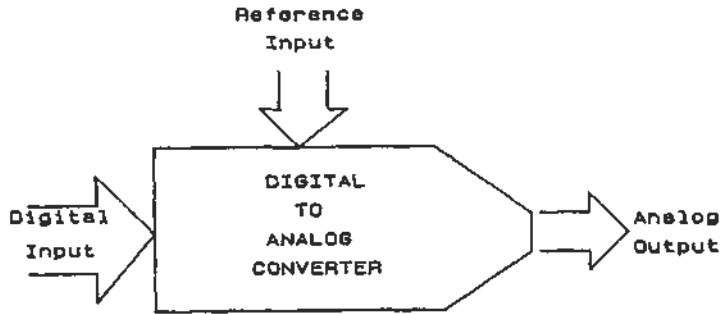 Reference
Input
DIGITAL
TO
ANALOG
CONVERTER
Digital
Input
Analog
Output